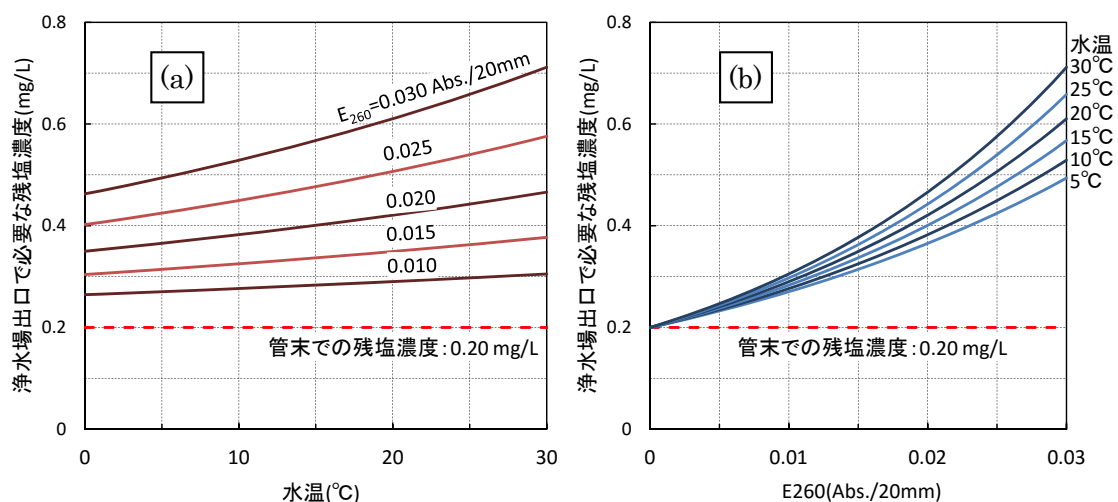 浄水場出口で必要な残塩濃度(mg/L)
0.8
0.6
0.4
0.2
0
(a)
E260=0.030 Abs./20mm
0.025
0.020
0.015
0.010
管末での残塩濃度:0.20 mg/L
0
10
20
30
水温(℃)
浄水場出口で必要な残塩濃度(mg/L)
0.8
0.6
0.4
0.2
0
(b)
水温
30℃
25℃
20℃
15℃
10℃
5℃
管末での残塩濃度:0.20 mg/L
0
0.01
0.02
0.03
E260(Abs./20mm)